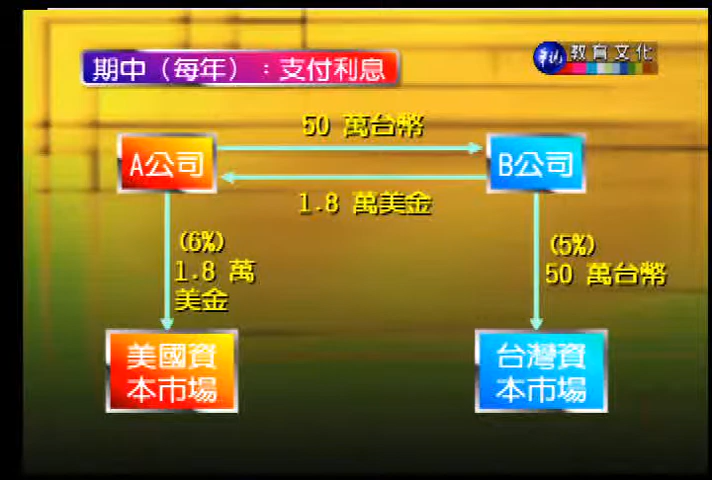 期中（每年）：支付利息
華視 教育文化
50 萬台幣
A公司
B公司
1.8 萬美金
(6%)
1.8 萬
美金
(5%)
50 萬台幣
美國資
本市場
台灣資
本市場